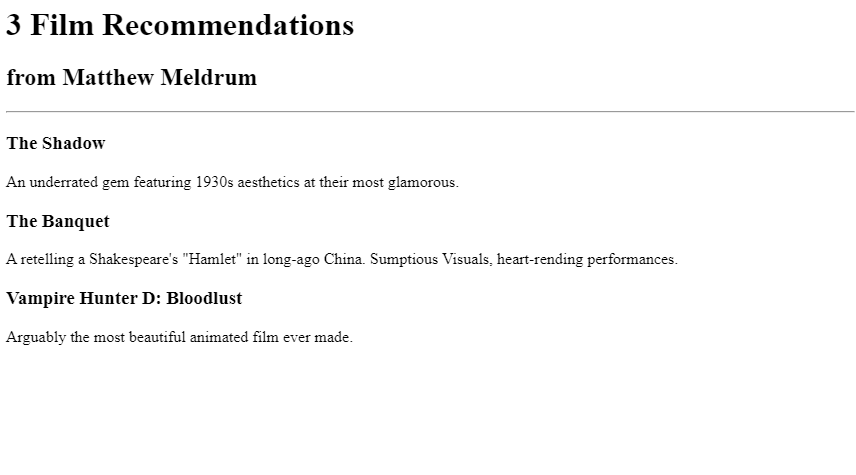 3 Film Recommendations
from Matthew Meldrum
The Shadow
An underrated gem featuring 1930s aesthetics at their most glamorous.
The Banquet
A retelling a Shakespeare's "Hamlet" in long-ago China. Sumptious Visuals, heart-rending performances.
Vampire Hunter D: Bloodlust
Arguably the most beautiful animated film ever made.